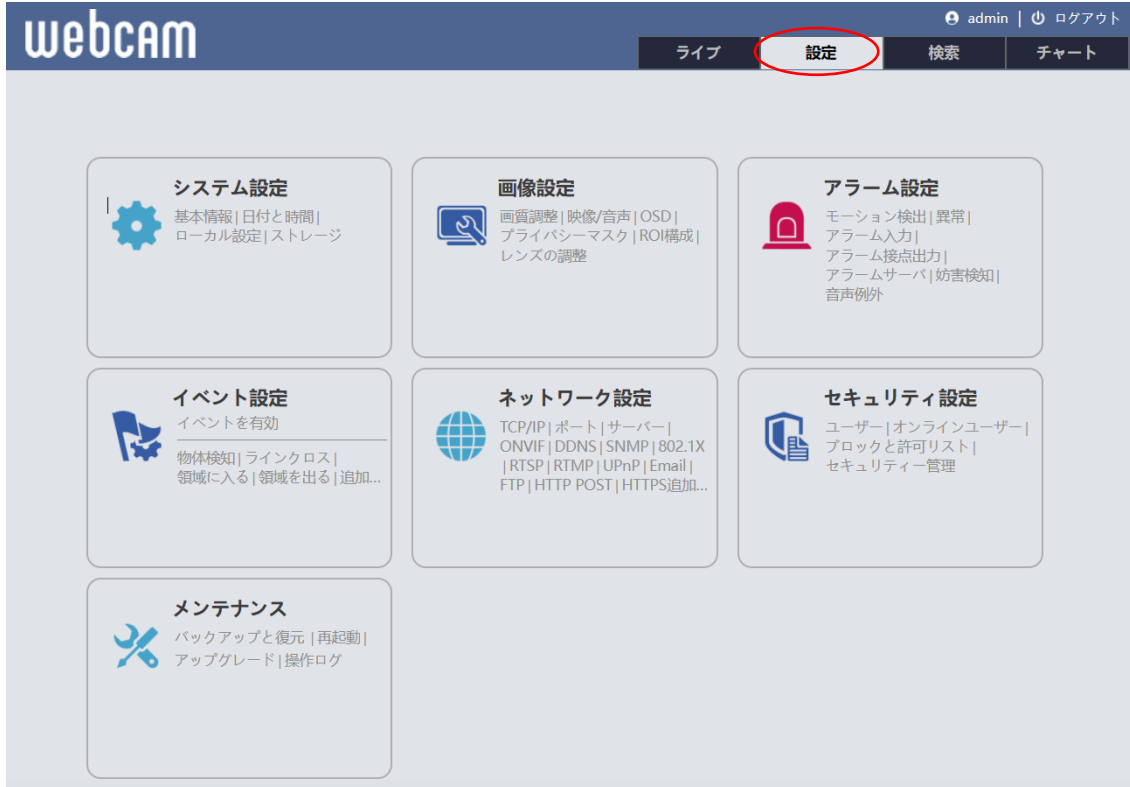 webcam
admin | ログアウト
ライブ 設定 検索 チャート
システム設定
基本情報|日付と時間|
ローカル設定|ストレージ
画像設定
画質調整|映像/音声|OSD|
プライバシーマスク|ROI構成|
レンズの調整
アラーム設定
モーション検出|異常|
アラーム入力|
アラーム接点出力|
アラームサーバ|妨害検知|
音声例外
イベント設定
イベントを有効
物体検知|ラインクロス|
領域に入る|領域を出る|追加...
ネットワーク設定
TCP/IP|ポート|サーバー|
ONVIF|DDNS|SNMP|802.1X
|RTSP|RTMP|UPnP|Email|
FTP|HTTP POST|HTTPS追加...
セキュリティ設定
ユーザー|オンラインユーザー|
ブロックと許可リスト|
セキュリティー管理
メンテナンス
バックアップと復元|再起動|
アップグレード|操作ログ